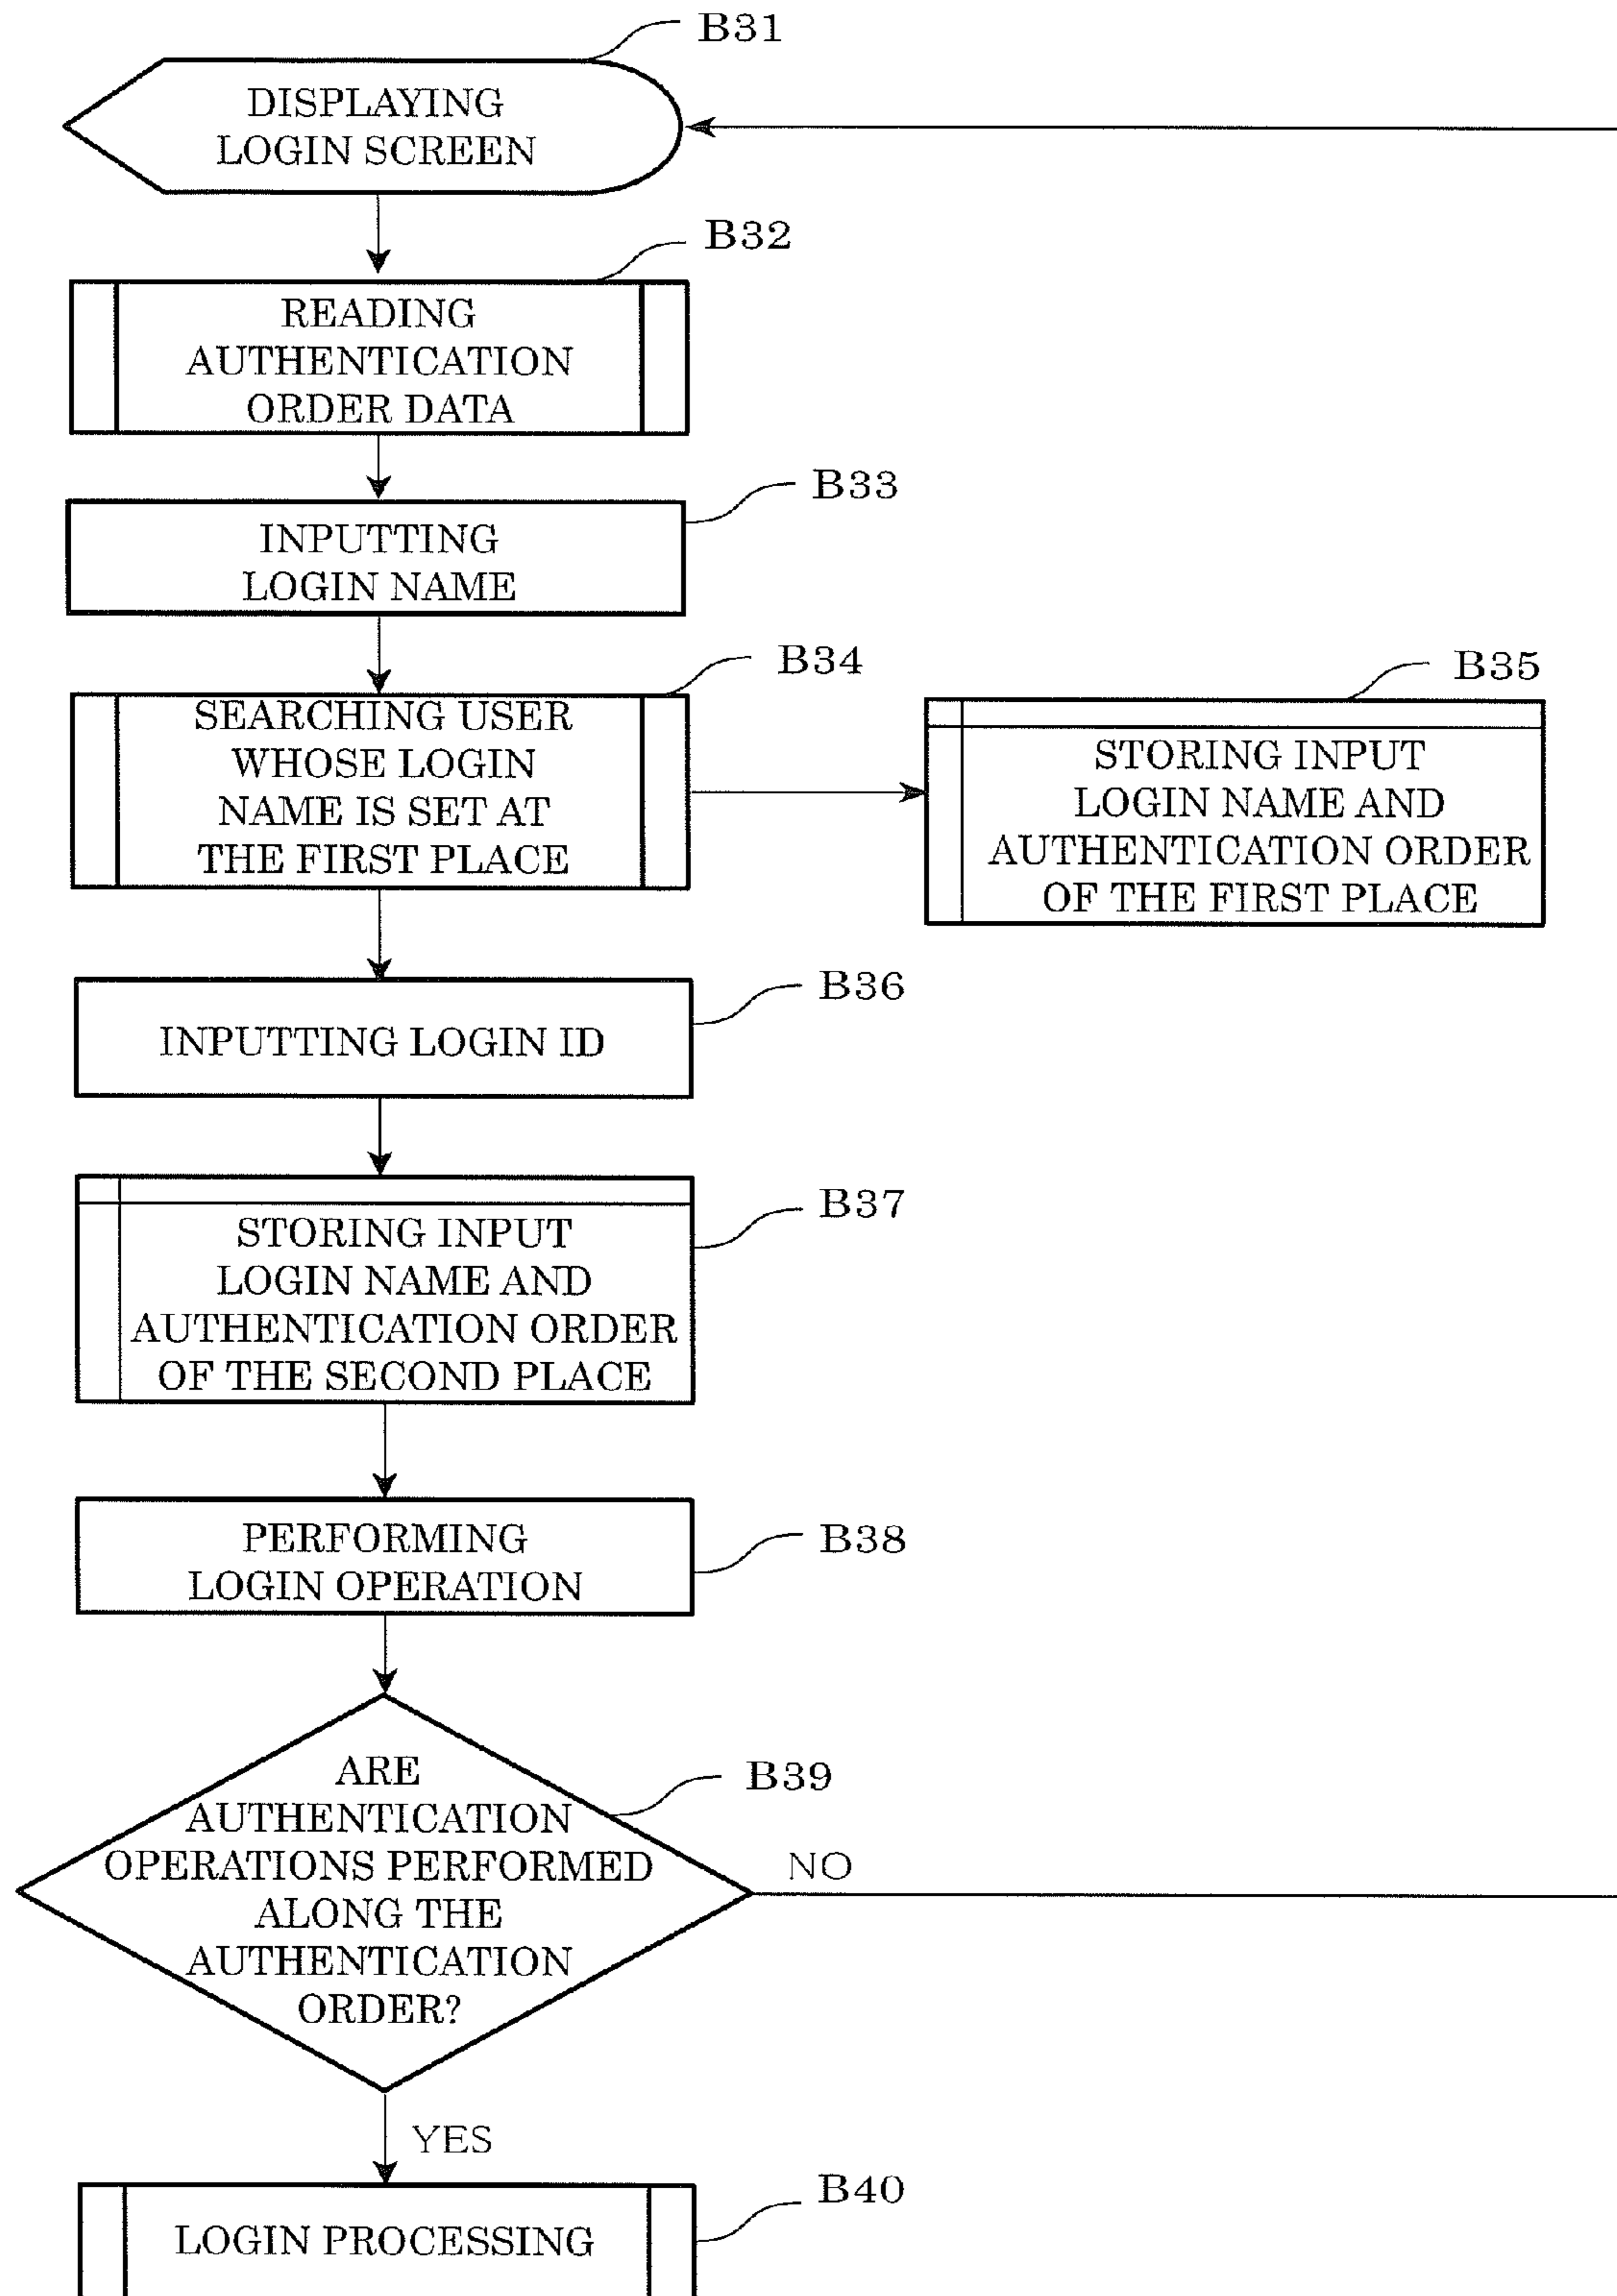 B31
DISPLAYING
LOGIN SCREEN
B32
READING
AUTHENTICATION
ORDER DATA
B33
INPUTTING
LOGIN NAME
B34
SEARCHING USER
WHOSE LOGIN
NAME IS SET AT
THE FIRST PLACE
B35
STORING INPUT
LOGIN NAME AND
AUTHENTICATION ORDER
OF THE FIRST PLACE
B36
INPUTTING LOGIN ID
B37
STORING INPUT
LOGIN NAME AND
AUTHENTICATION ORDER
OF THE SECOND PLACE
B38
PERFORMING
LOGIN OPERATION
B39
ARE
AUTHENTICATION
OPERATIONS PERFORMED
ALONG THE
AUTHENTICATION
ORDER?
NO
YES
B40
LOGIN PROCESSING